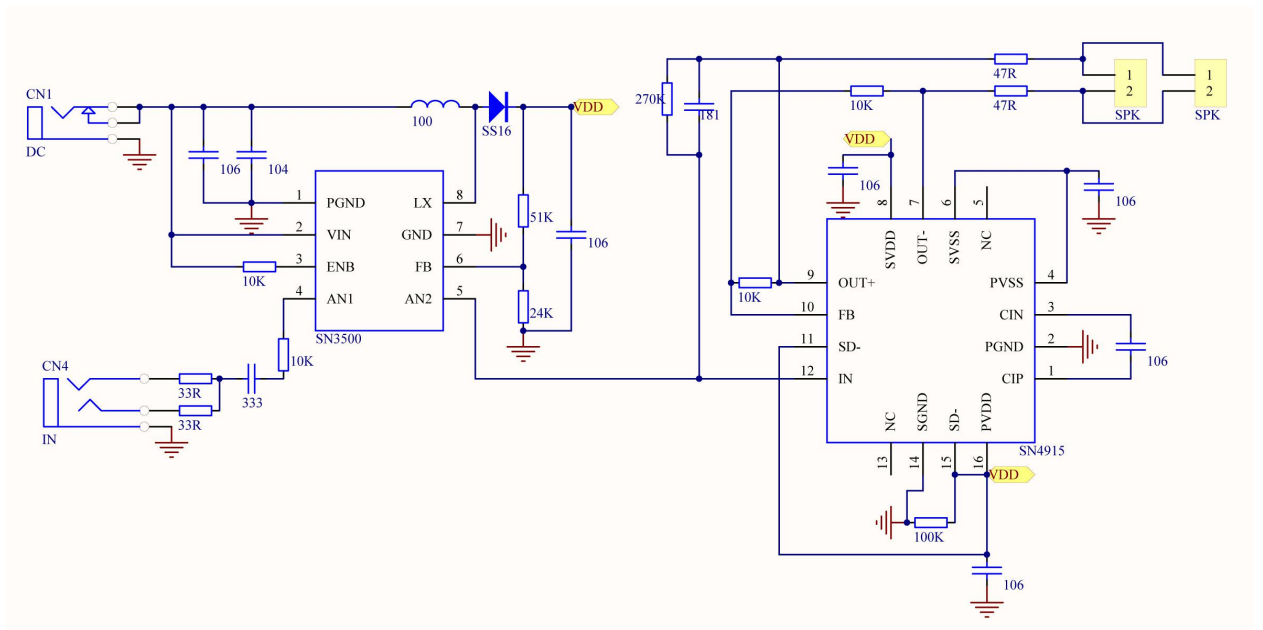 CN1
DC
106
104
100
SS16
VDD
1
PGND
LX
8
2
VIN
GND
7
3
ENB
FB
6
4
AN1
AN2
5
SN3500
10K
51K
24K
106
10K
CN4
33R
33R
333
IN
270K
181
10K
47R
47R
1
2
SPK
1
2
SPK
VDD
106
106
8
7
6
5
SVDD
OUT-
SVSS
NC
10K
9
OUT+
10
FB
11
SD-
12
IN
PVSS
4
CIN
3
PGND
2
CIP
1
106
NC
SGND
SD-
PVDD
13
14
15
16
SN4915
VDD
100K
106